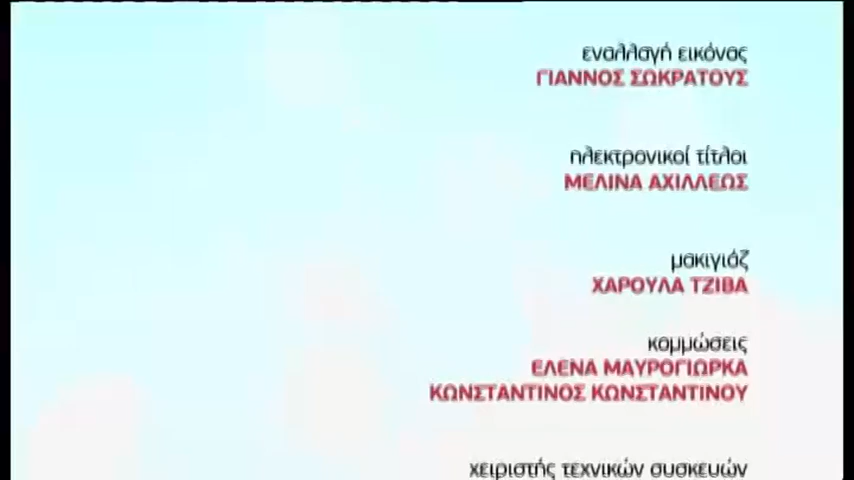 εναλλαγή εικόνας
ΓΙΑΝΝΟΣ ΣΩΚΡΑΤΟΥΣ
ηλεκτρονικοί τίτλοι
ΜΕΛΙΝΑ ΑΧΙΛΛΕΩΣ
μακιγιάζ
ΧΑΡΟΥΛΑ ΤΖΙΒΑ
κομμώσεις
ΕΛΕΝΑ ΜΑΥΡΟΓΙΩΡΚΑ
ΚΩΝΣΤΑΝΤΙΝΟΣ ΚΩΝΣΤΑΝΤΙΝΟΥ
χειριστής τεχνικών συσκευών